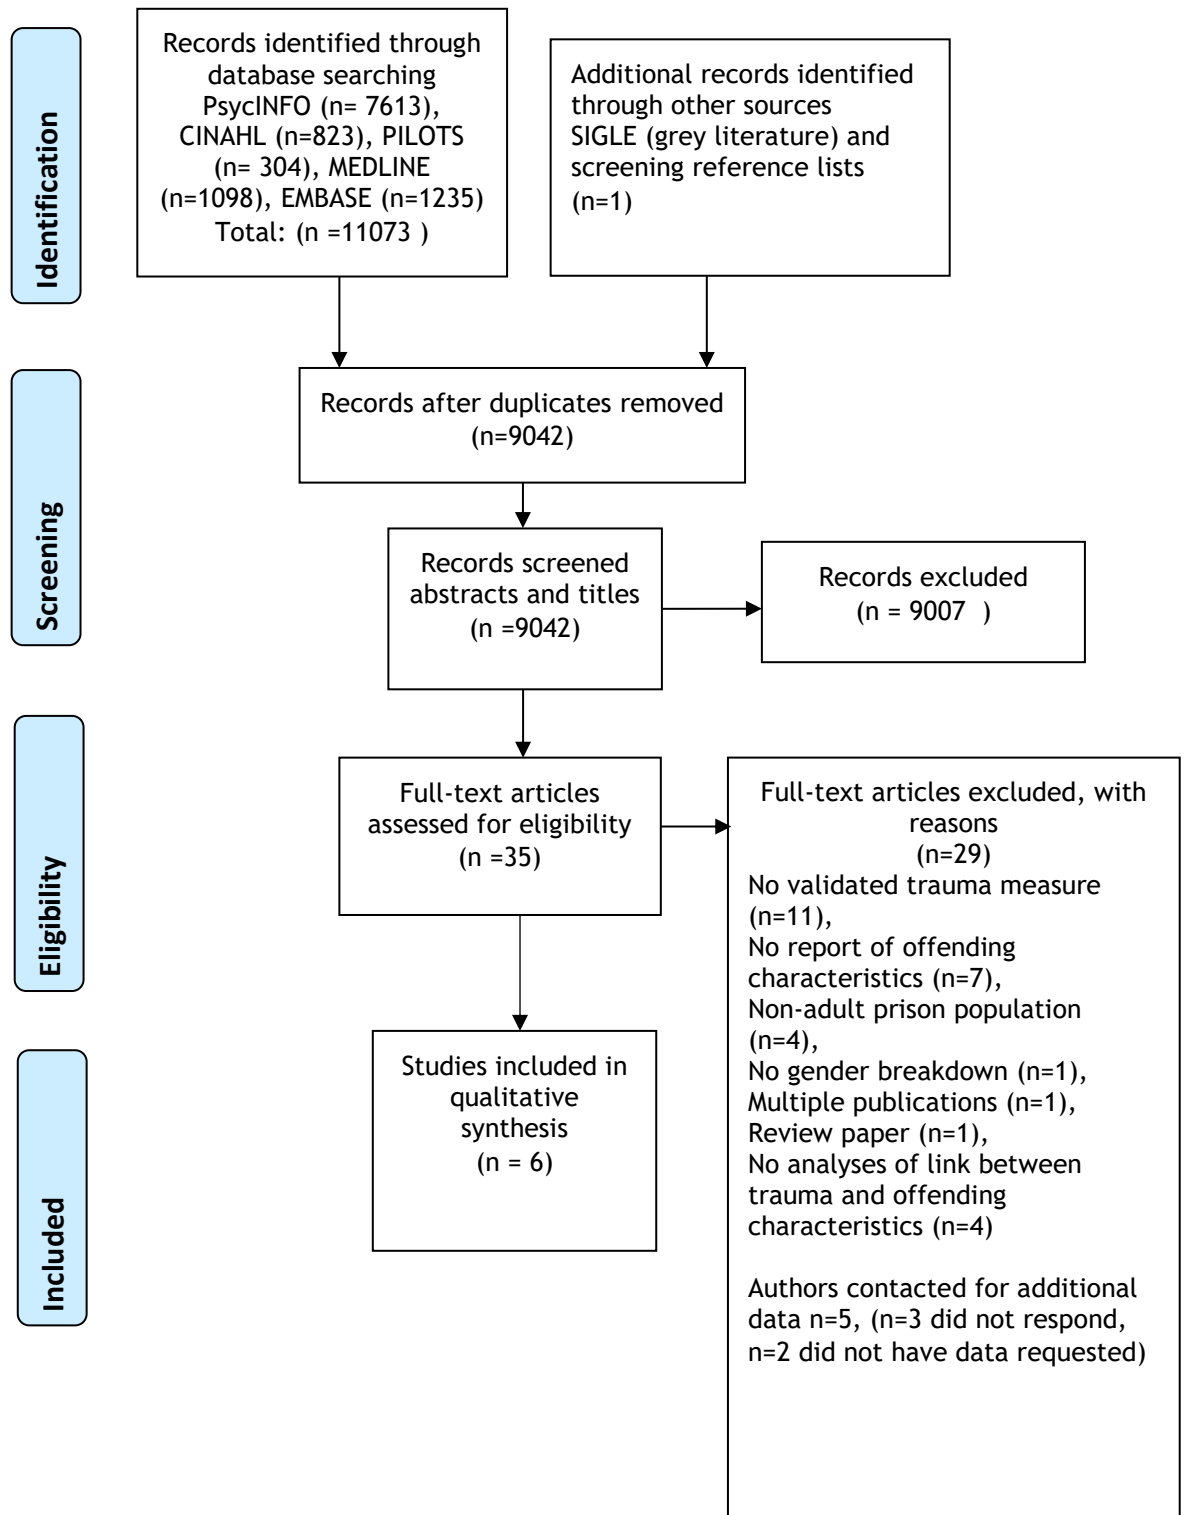 Identification
Records identified through
database searching
PsycINFO (n= 7613),
CINAHL (n=823), PILOTS
(n= 304), MEDLINE
(n=1098), EMBASE (n=1235)
Total: (n =11073 )
Additional records identified
through other sources
SIGLE (grey literature) and
screening reference lists
(n=1)
Screening
Records after duplicates removed
(n=9042)
Records screened
abstracts and titles
(n =9042)
Records excluded
(n = 9007 )
Eligibility
Full-text articles
assessed for eligibility
(n =35)
Full-text articles excluded, with
reasons
(n=29)
No validated trauma measure
(n=11),
No report of offending
characteristics (n=7),
Non-adult prison population
(n=4),
No gender breakdown (n=1),
Multiple publications (n=1),
Review paper (n=1),
No analyses of link between
trauma and offending
characteristics (n=4)
Authors contacted for additional
data n=5, (n=3 did not respond,
n=2 did not have data requested)
Included
Studies included in
qualitative
synthesis
(n = 6)